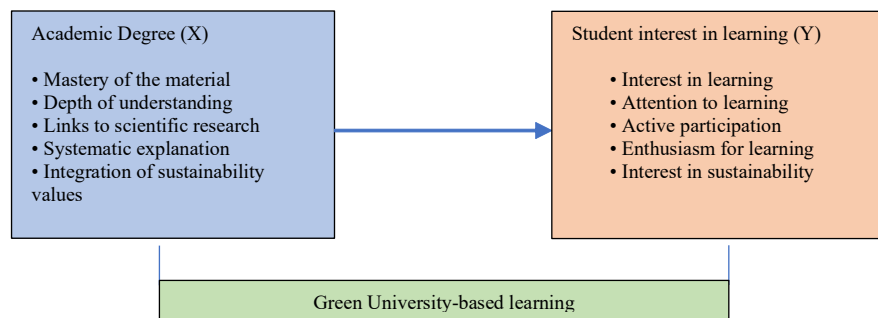 Academic Degree (X)
• Mastery of the material
• Depth of understanding
• Links to scientific research
• Systematic explanation
• Integration of sustainability
values
Student interest in learning (Y)
• Interest in learning
• Attention to learning
• Active participation
• Enthusiasm for learning
• Interest in sustainability
Green University-based learning